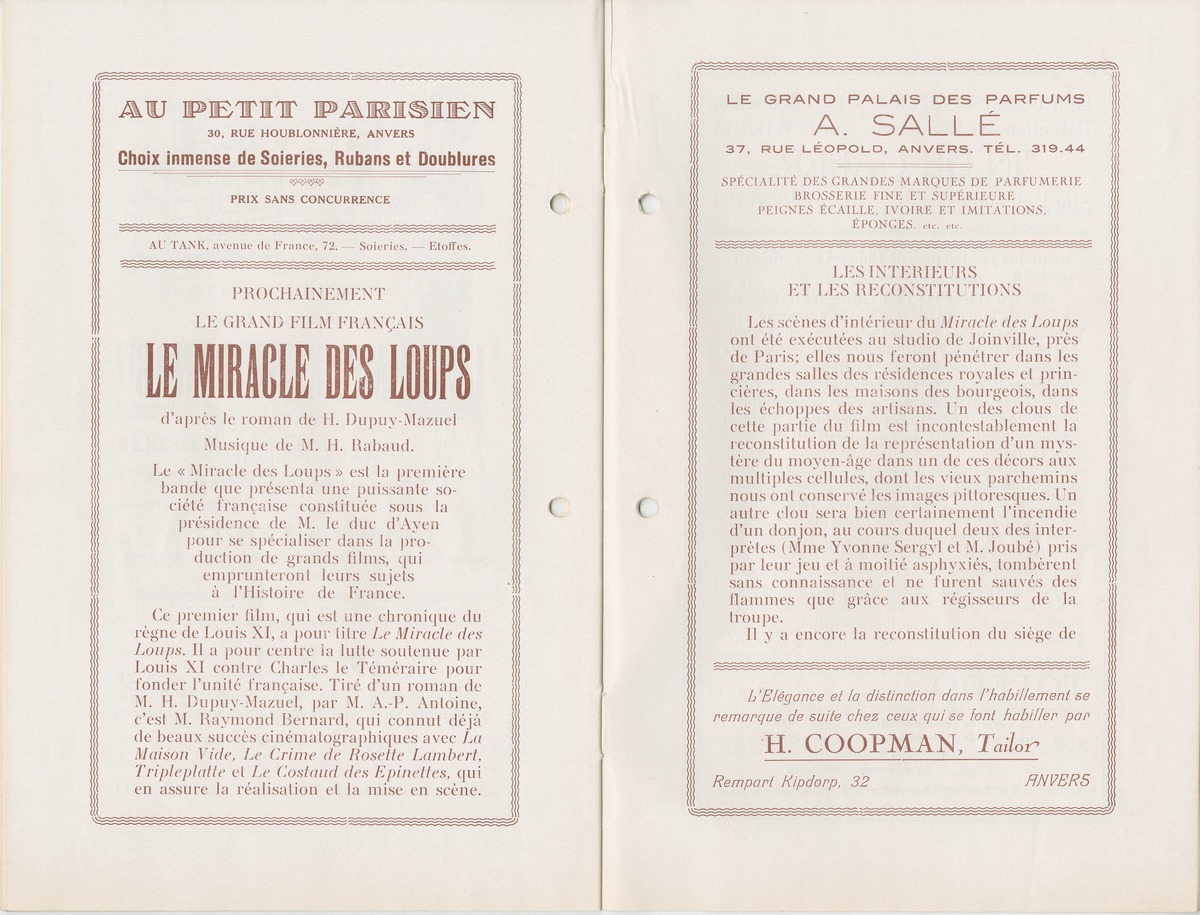 AU PETIT PARISIEN
30, RUE HOUBLONNIÈRE, ANVERS
Choix inmense de Soieries, Rubans et Doublures
PRIX SANS CONCURRENCE
AU TANK, avenue de France, 72. — Soieries. — Etoffes.
PROCHAINEMENT
LE GRAND FILM FRANÇAIS
LE MIRACLE DES LOUPS
d'après le roman de H. Dupuy-Mazuel
Musique de M. H. Rabaud.
Le « Miracle des Loups » est la première
bande que présenta une puissante so-
ciété française constituée sous la
présidence de M. le duc d'Ayen
pour se spécialiser dans la pro-
duction de grands films, qui
emprunteront leurs sujets
à l'Histoire de France.
Ce premier film, qui est une chronique du
règne de Louis XI, a pour titre Le Miracle des
Loups. Il a pour centre la lutte soutenue par
Louis XI contre Charles le Téméraire pour
fonder l'unité française. Tiré d'un roman de
M. H. Dupuy-Mazuel, par M. A.-P. Antoine,
c'est M. Raymond Bernard, qui connut déjà
de beaux succès cinématographiques avec La
Maison Vide, Le Crime de Rosette Lambert,
Tripleplatte et Le Costaud des Epinettes, qui
en assure la réalisation et la mise en scène.
LE GRAND PALAIS DES PARFUMS
A. SALLÉ
37, RUE LÉOPOLD, ANVERS. TÉL. 319.44
SPÉCIALITÉ DES GRANDES MARQUES DE PARFUMERIE
BROSSERIE FINE ET SUPÉRIEURE
PEIGNES ÉCAILLE, IVOIRE ET IMITATIONS,
ÉPONGES. etc. etc.
LES INTERIEURS
ET LES RECONSTITUTIONS
Les scènes d'intérieur du Miracle des Loups
ont été exécutées au studio de Joinville, près
de Paris; elles nous feront pénétrer dans les
grandes salles des résidences royales et prin-
cières, dans les maisons des bourgeois, dans
les échoppes des artisans. Un des clous de
cette partie du film est incontestablement la
reconstitution de la représentation d'un mys-
tère du moyen-âge dans un de ces décors aux
multiples cellules, dont les vieux parchemins
nous ont conservé les images pittoresques. Un
autre clou sera bien certainement l'incendie
d'un donjon, au cours duquel deux des inter-
prètes (Mme Yvonne Sergyl et M. Joubé) pris
par leur jeu et à moitié asphyxiés, tombèrent
sans connaissance et ne furent sauvés des
flammes que grâce aux régisseurs de la
troupe.
Il y a encore la reconstitution du siège de
L'Elégance et la distinction dans l'habillement se
remarque de suite chez ceux qui se font habiller par
H. COOPMAN, Tailor
Rempart Kipdorp, 32 ANVERS